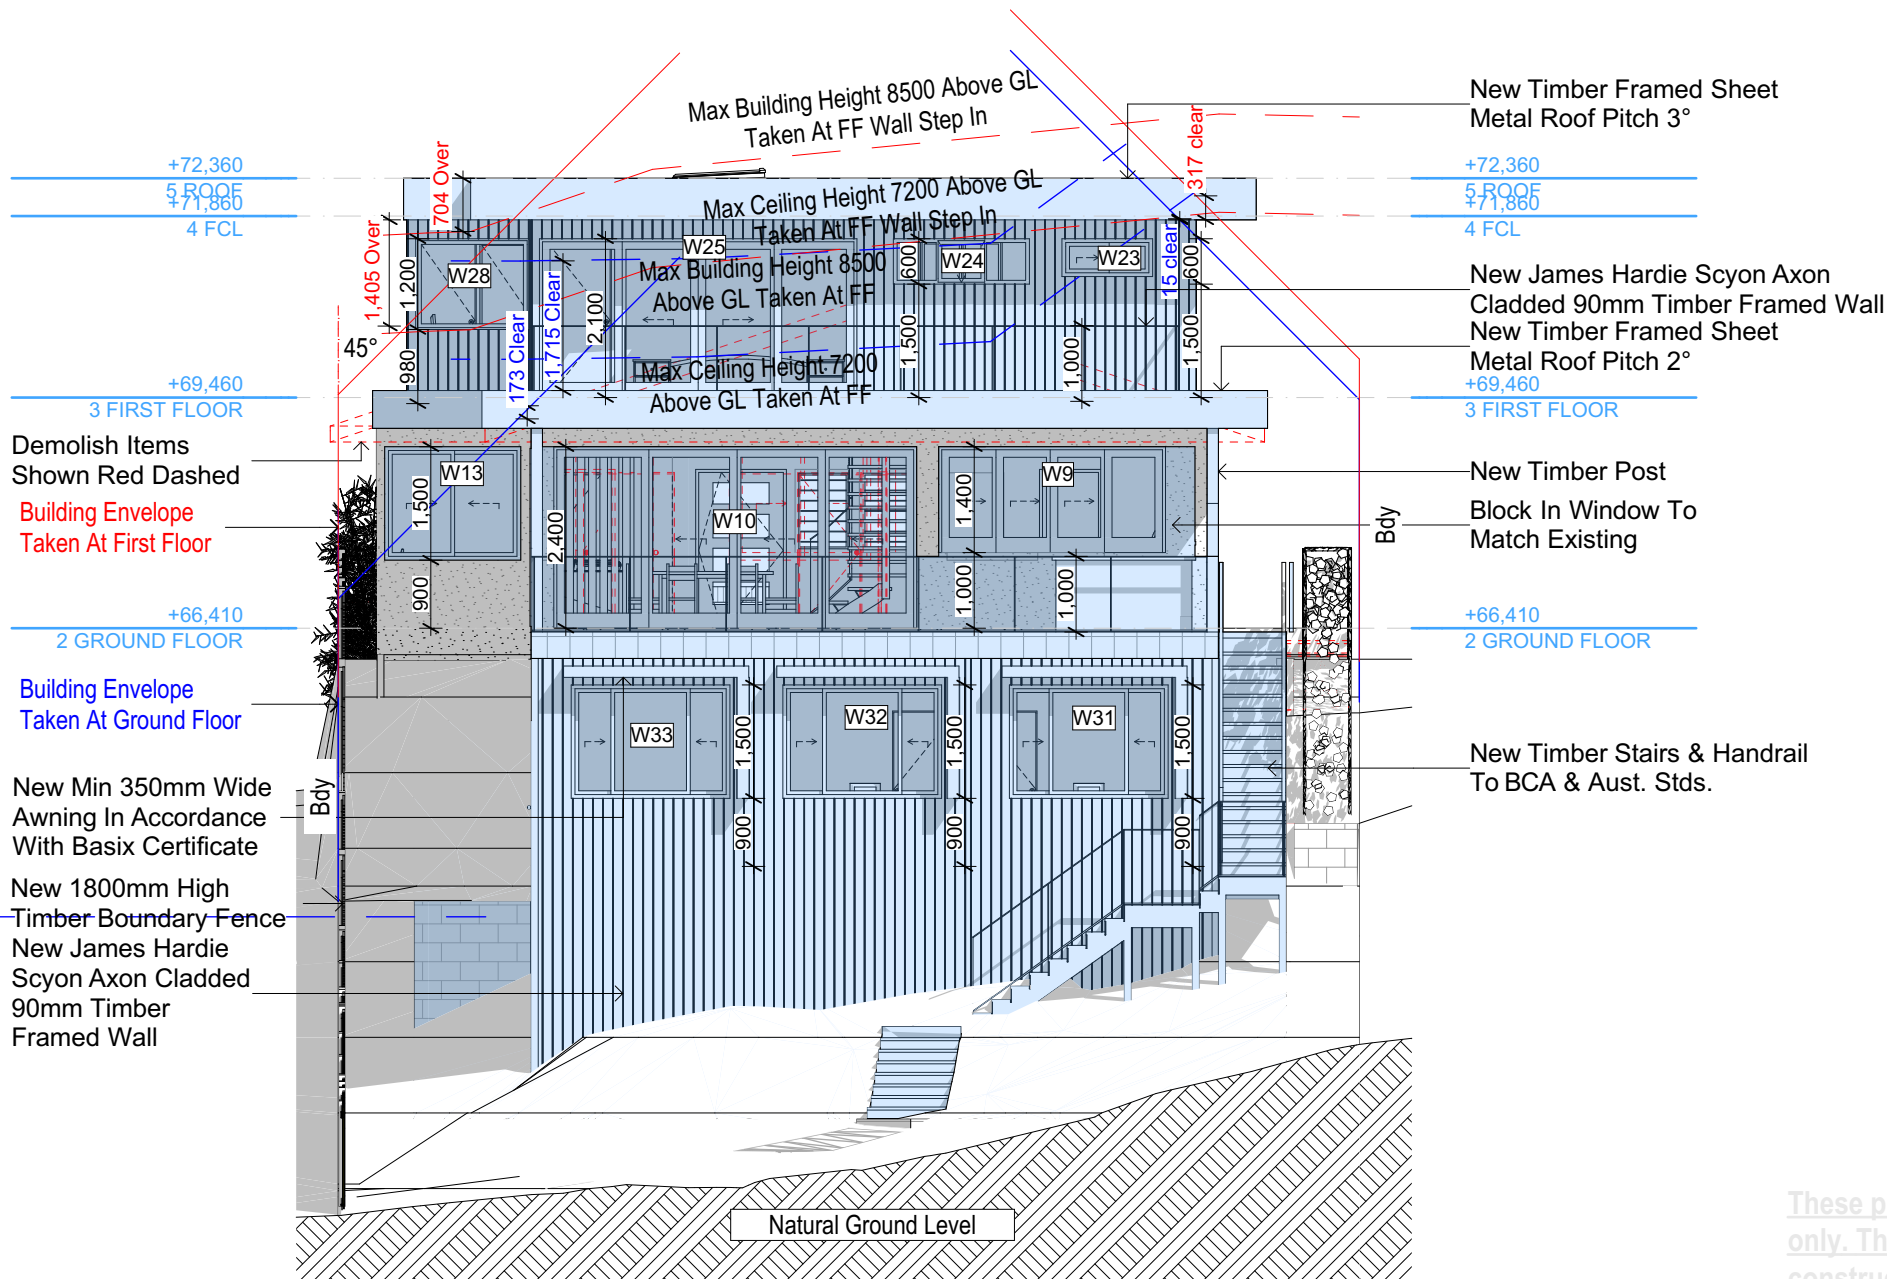 Max Building Height 8500 Above GL
Taken At FF Wall Step In
New Timber Framed Sheet
Metal Roof Pitch 3°
317 clear
704 Over
+72,360
5 ROOF
+71,860
4 FCL
+72,360
5 ROOF
+71,860
4 FCL
Max Ceiling Height 7200 Above GL
Taken At FF Wall Step In
1,405 Over
1,200
W28
W25
600
W24
W23
15 clear
600
Max Building Height 8500
Above GL Taken At FF
1,715 Clear
2,100
173 Clear
New James Hardie Scyon Axon
Cladded 90mm Timber Framed Wall
New Timber Framed Sheet
Metal Roof Pitch 2°
45°
980
1,500
1,000
1,500
Max Ceiling Height 7200
Above GL Taken At FF
+69,460
3 FIRST FLOOR
+69,460
3 FIRST FLOOR
Demolish Items
Shown Red Dashed
W13
1,500
2,400
W10
1,400
W9
New Timber Post
Building Envelope
Taken At First Floor
Bdy
Block In Window To
Match Existing
900
1,000
1,000
+66,410
2 GROUND FLOOR
+66,410
2 GROUND FLOOR
Building Envelope
Taken At Ground Floor
W33
1,500
W32
1,500
W31
1,500
New Timber Stairs & Handrail
To BCA & Aust. Stds.
New Min 350mm Wide
Awning In Accordance
With Basix Certificate
Bdy
900
900
900
New 1800mm High
Timber Boundary Fence
New James Hardie
Scyon Axon Cladded
90mm Timber
Framed Wall
Natural Ground Level
These p
only. Th